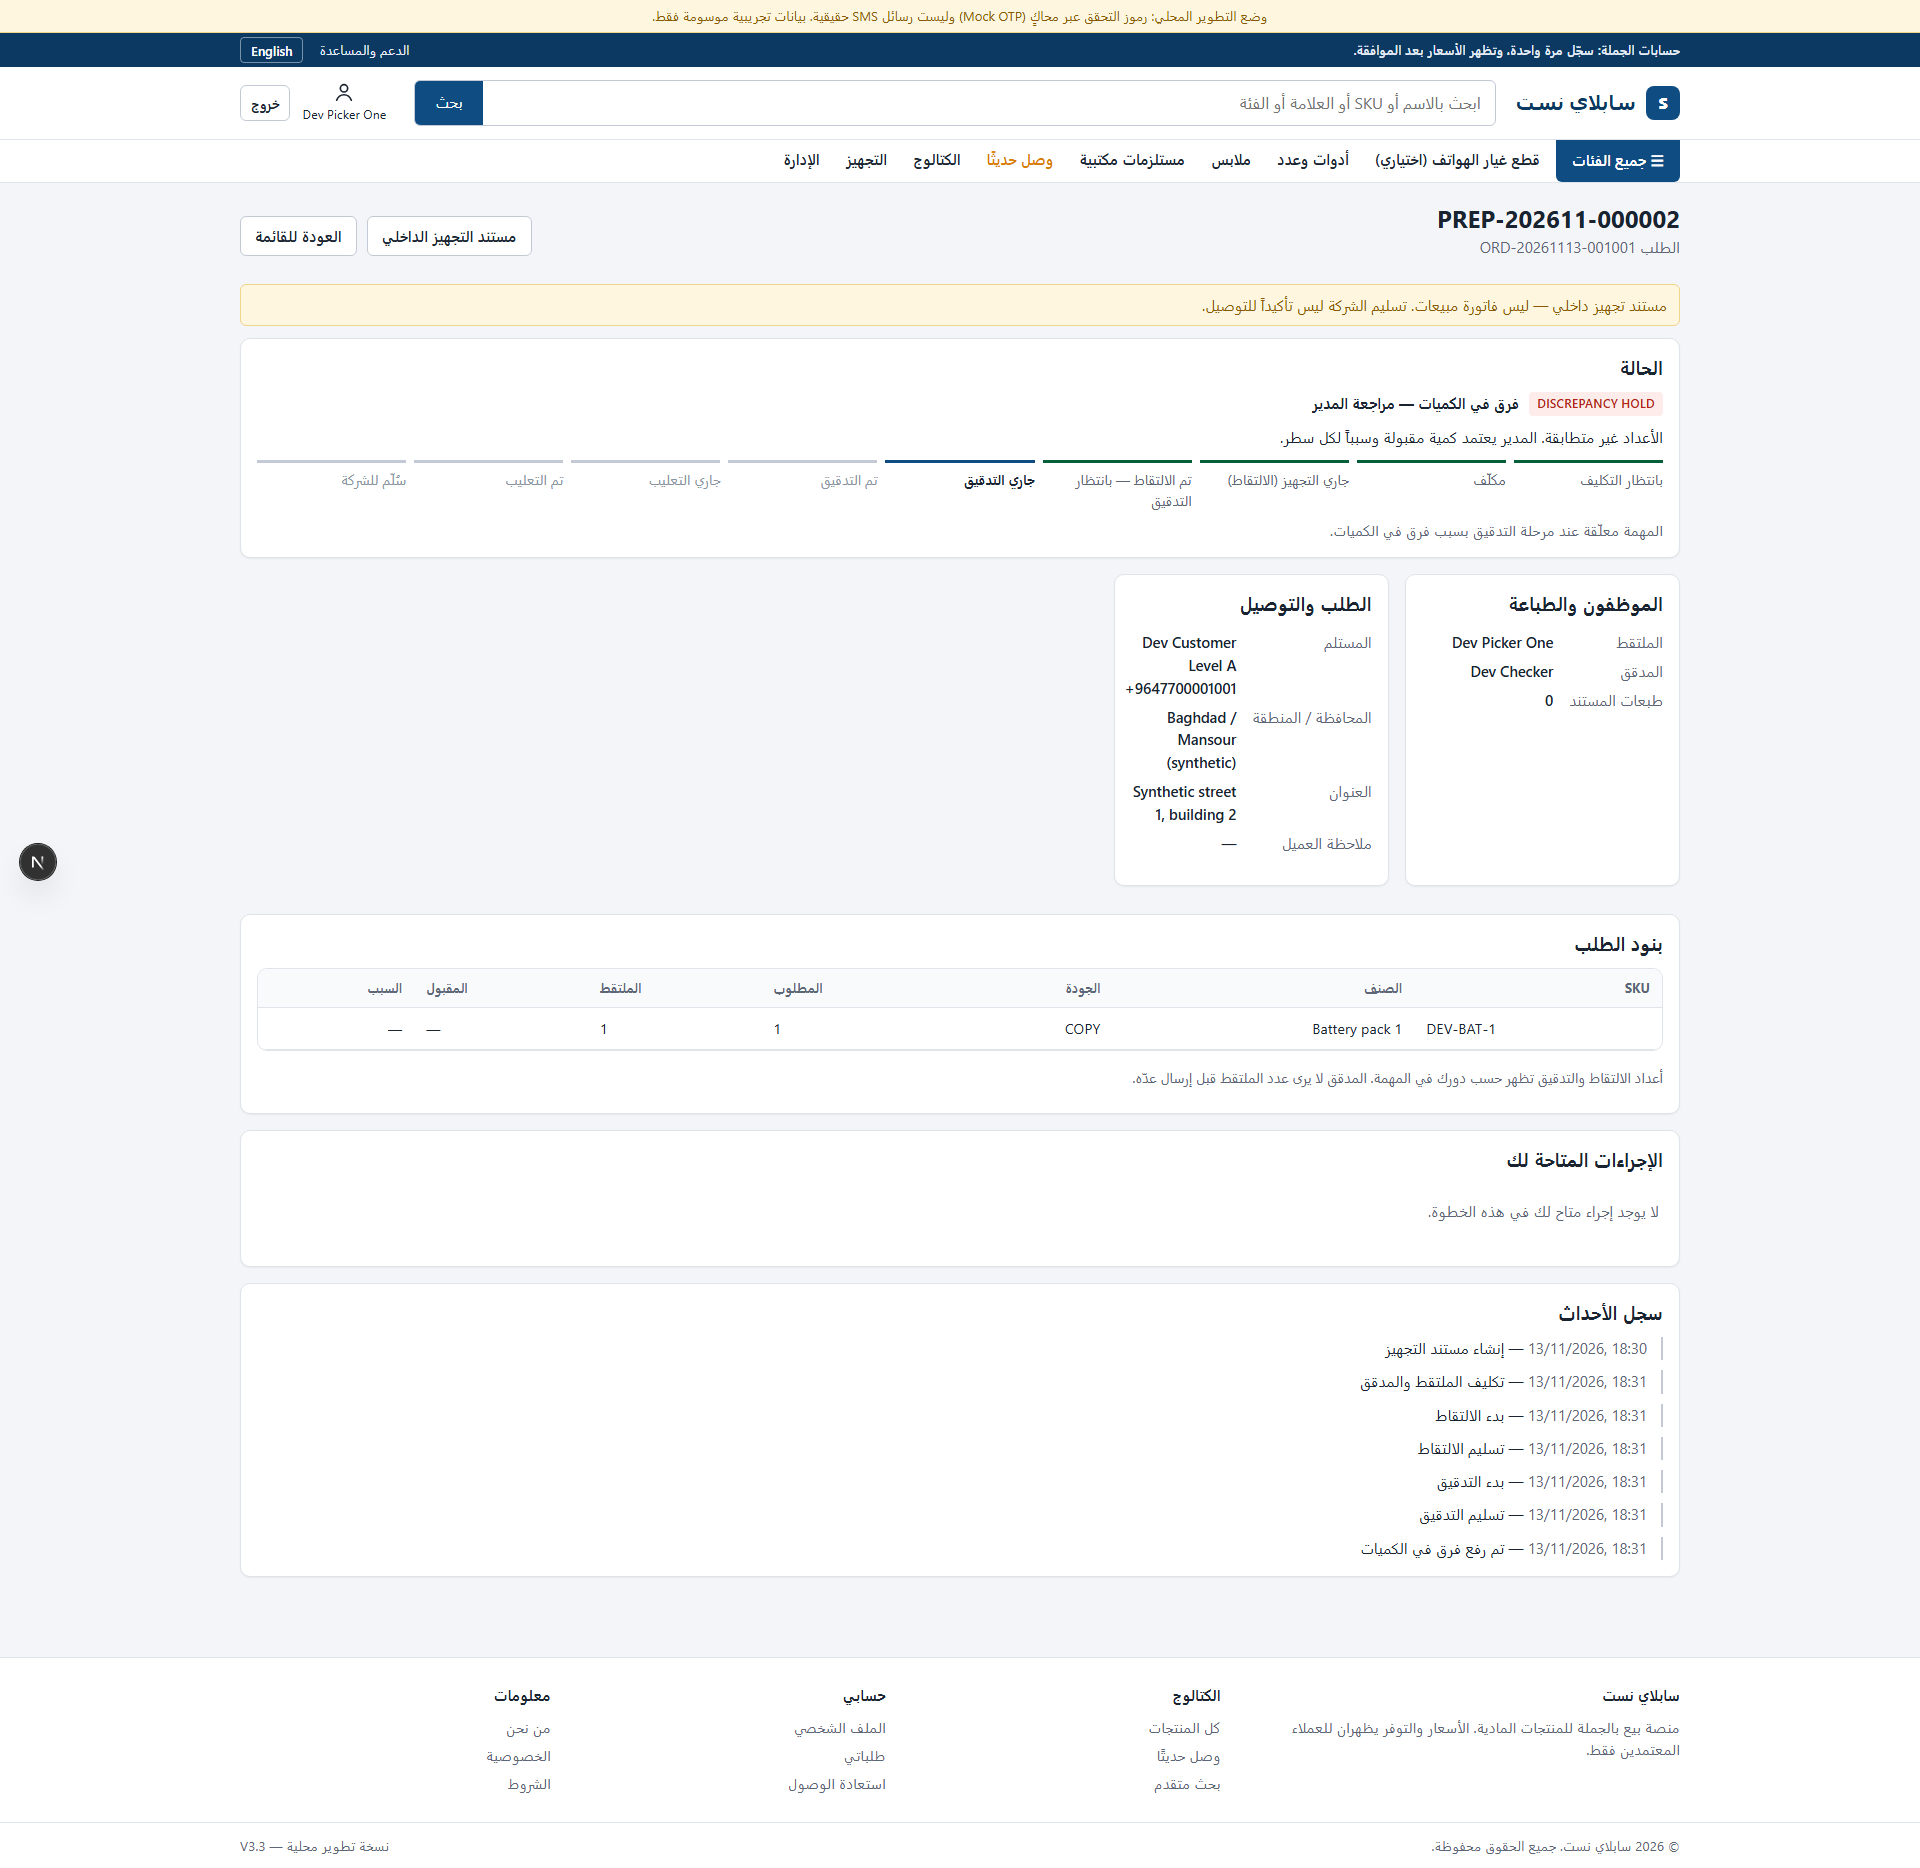 وضع التطوير المحلي: رموز التحقق عبر محاكٍ (Mock OTP) وليست رسائل SMS حقيقية. بيانات تجريبية موسومة فقط.
حسابات الجملة: سجّل مرة واحدة، وتظهر الأسعار بعد الموافقة.
الدعم والمساعدة
English
S
سابلاي نست
ابحث بالاسم أو SKU أو العلامة أو الفئة
بحث
Dev Picker One
خروج
☰ جميع الفئات
قطع غيار الهواتف (اختياري)
أدوات وعدد
ملابس
مستلزمات مكتبية
وصل حديثًا
الكتالوج
التجهيز
الإدارة
PREP-202611-000002
الطلب ORD-20261113-001001
مستند التجهيز الداخلي
العودة للقائمة
مستند تجهيز داخلي — ليس فاتورة مبيعات. تسليم الشركة ليس تأكيداً للتوصيل.
الحالة
DISCREPANCY HOLD
فرق في الكميات — مراجعة المدير
الأعداد غير متطابقة. المدير يعتمد كمية مقبولة وسبباً لكل سطر.
بانتظار التكليف
مكلّف
جاري التجهيز (الالتقاط)
تم الالتقاط — بانتظار
التدقيق
جاري التدقيق
تم التدقيق
جاري التعليب
تم التعليب
سُلّم للشركة
المهمة معلّقة عند مرحلة التدقيق بسبب فرق في الكميات.
الموظفون والطباعة
الملتقط
Dev Picker One
المدقق
Dev Checker
طبعات المستند
0
الطلب والتوصيل
المستلم
Dev Customer
Level A
+9647700001001
المحافظة / المنطقة
Baghdad /
Mansour
(synthetic)
العنوان
Synthetic street
1, building 2
ملاحظة العميل
—
بنود الطلب
SKU
الصنف
الجودة
المطلوب
الملتقط
المقبول
السبب
DEV-BAT-1
Battery pack 1
COPY
1
1
—
—
أعداد الالتقاط والتدقيق تظهر حسب دورك في المهمة. المدقق لا يرى عدد الملتقط قبل إرسال عدّه.
الإجراءات المتاحة لك
لا يوجد إجراء متاح لك في هذه الخطوة.
سجل الأحداث
13/11/2026, 18:30 — إنشاء مستند التجهيز
13/11/2026, 18:31 — تكليف الملتقط والمدقق
13/11/2026, 18:31 — بدء الالتقاط
13/11/2026, 18:31 — تسليم الالتقاط
13/11/2026, 18:31 — بدء التدقيق
13/11/2026, 18:31 — تسليم التدقيق
13/11/2026, 18:31 — تم رفع فرق في الكميات
N
سابلاي نست
منصة بيع بالجملة للمنتجات المادية. الأسعار والتوفر يظهران للعملاء
المعتمدين فقط.
الكتالوج
كل المنتجات
وصل حديثًا
بحث متقدم
حسابي
الملف الشخصي
طلباتي
استعادة الوصول
معلومات
من نحن
الخصوصية
الشروط
© 2026 سابلاي نست. جميع الحقوق محفوظة.
نسخة تطوير محلية — V3.3